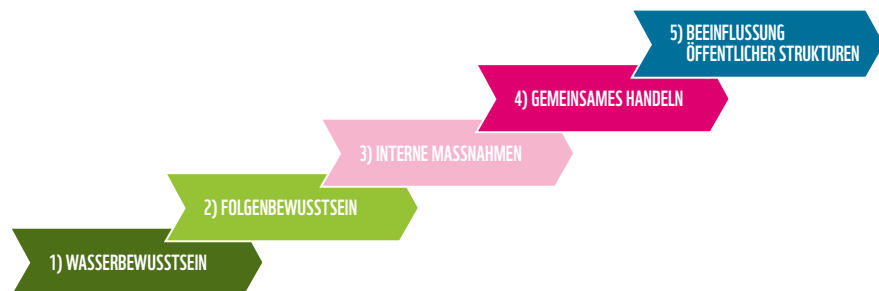 5) BEEINFLUSSUNG
ÖFFENTLICHER STRUKTUREN
4) GEMEINSAMES HANDELN
3) INTERNE MASSNAHMEN
2) FOLGENBEWUSSTSEIN
1) WASSERBEWUSSTSEIN